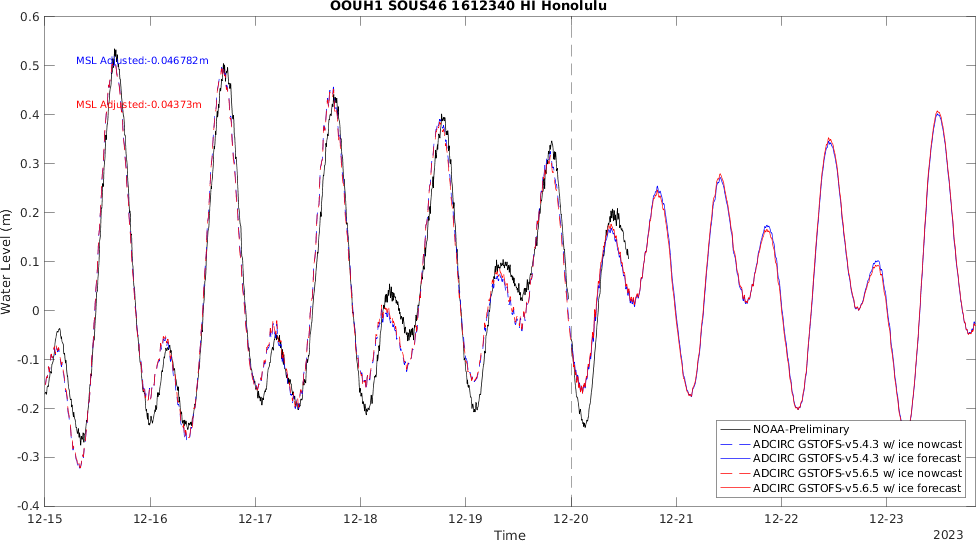 OOUH1 SOUS46 1612340 HI Honolulu
MSL Adjusted:-0.046782m
MSL Adjusted:-0.04373m
Water Level (m)
0.6
0.5
0.4
0.3
0.2
0.1
0
-0.1
-0.2
-0.3
-0.4
NOAA-Preliminary
ADCIRC GSTOFS-v5.4.3 w/ ice nowcast
ADCIRC GSTOFS-v5.4.3 w/ ice forecast
ADCIRC GSTOFS-v5.6.5 w/ ice nowcast
ADCIRC GSTOFS-v5.6.5 w/ ice forecast
12-15 12-16 12-17 12-18 12-19 12-20 12-21 12-22 12-23
Time
2023